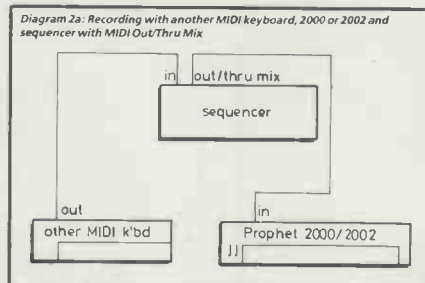 Diagram 2a: Recording with another MIDI keyboard, 2000 or 2002 and
sequencer with MIDI Out/Thru Mix
in out/thru mix
sequencer
out
in
other MIDI k'bd
Prophet 2000/2002